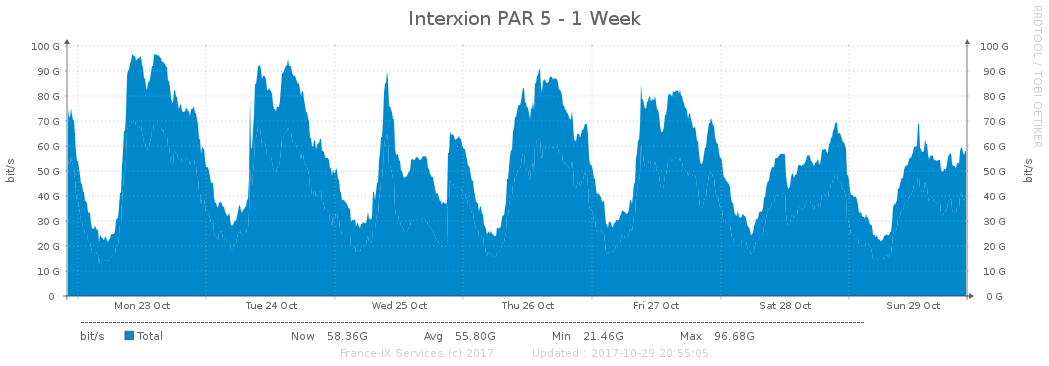 Interxion PAR 5 - 1 Week
RRDTOOL / TOBI OETIKER
bit/s
bit/s
100 G 100 G
90 G 90 G
80 G 80 G
70 G 70 G
60 G 60 G
50 G 50 G
40 G 40 G
30 G 30 G
20 G 20 G
10 G 10 G
0 0 G
Mon 23 Oct Tue 24 Oct Wed 25 Oct Thu 26 Oct Fri 27 Oct Sat 28 Oct Sun 29 Oct
bit/s Total Now 58.36G Avg 55.80G Min 21.46G Max 96.68G
France-IX Services (c) 2017 Updated : 2017-10-29 20:55:05